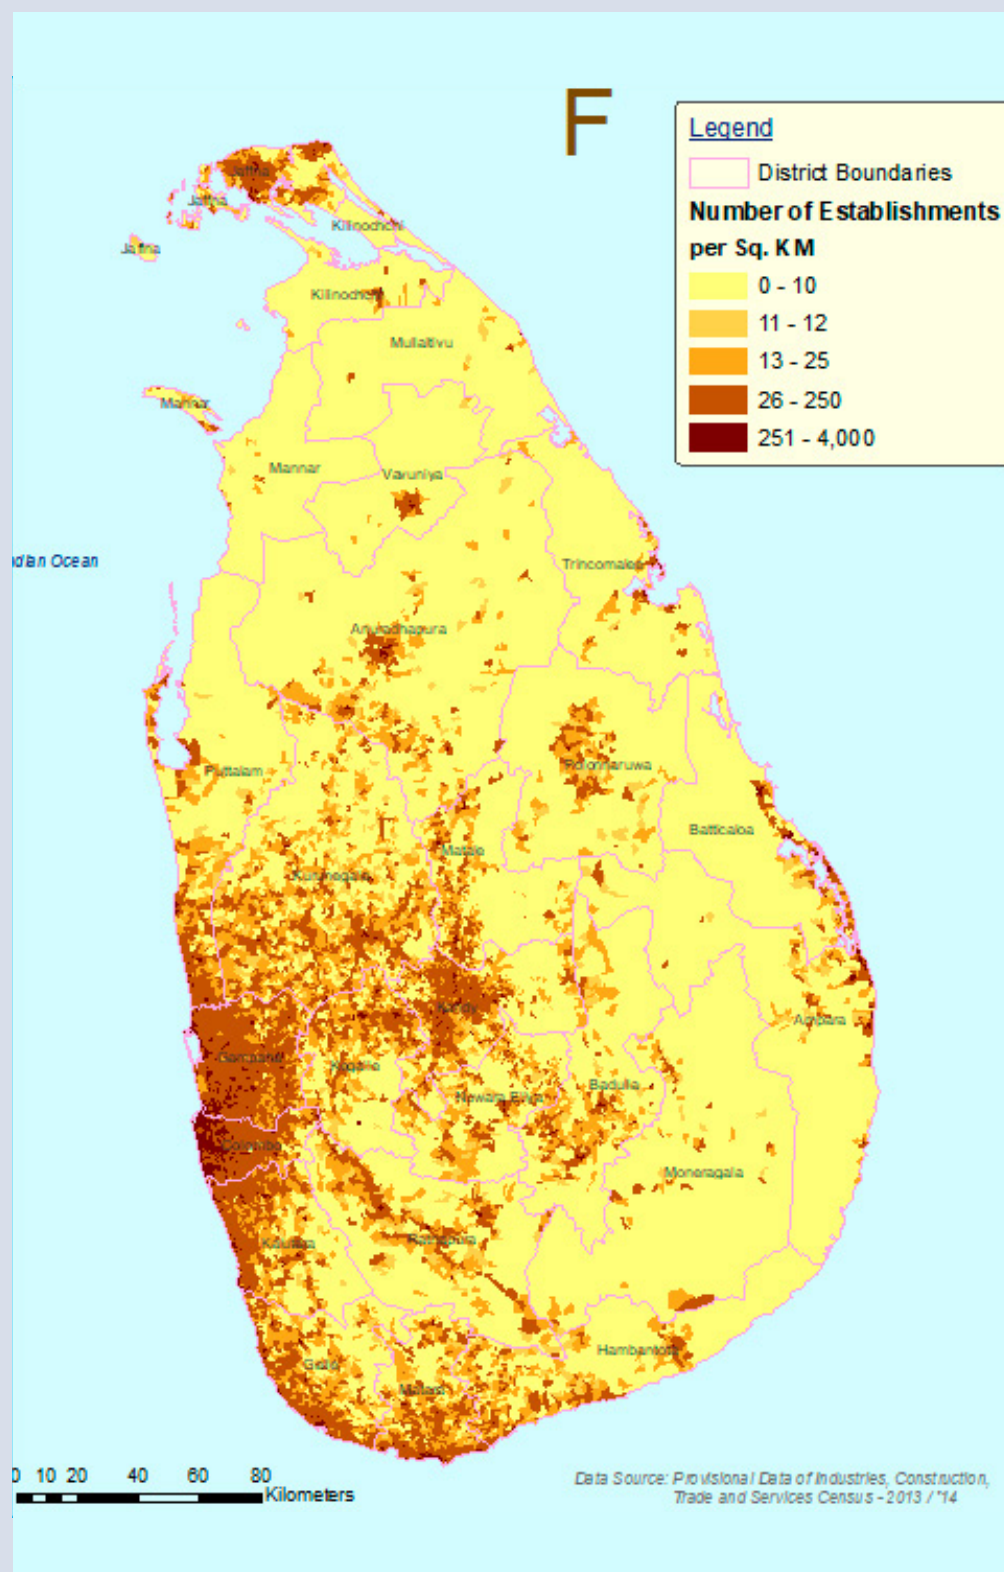 F
Legend
District Boundaries
Number of Establishments
per Sq. KM
0 - 10
11 - 12
13 - 25
26 - 250
251 - 4,000
Jaffna
Jaffna
Kilinochchi
Jaffna
Kilinochchi
Mullaitivu
Mannar
Mannar
Vavuniya
Indian Ocean
Trincomalee
Anuradhapura
Polonnaruwa
Puttalam
Batticaloa
Matale
Kurunegala
Kandy
Ampara
Gampaha
Kegalle
Badulla
Nuwara Eliya
Colombo
Moneragala
Ratnapura
Kalutara
Hambantota
Galle
Matara
0 10 20 40 60 80
Kilometers
Data Source: Provisional Data of Industries, Construction,
Trade and Services Census - 2013 / '14